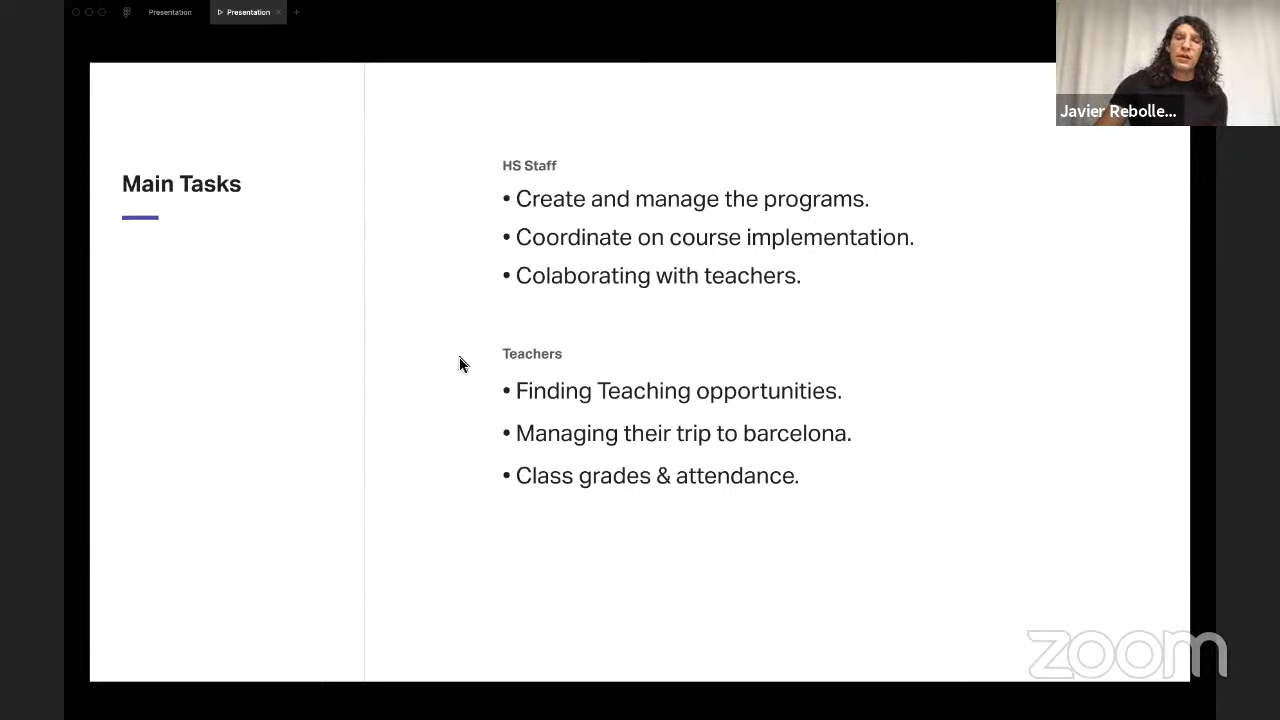 Presentation
Presentation
Javier Rebolle...
Main Tasks
HS Staff
• Create and manage the programs.
• Coordinate on course implementation.
• Colaborating with teachers.
Teachers
• Finding Teaching opportunities.
• Managing their trip to barcelona.
• Class grades & attendance.
zoom